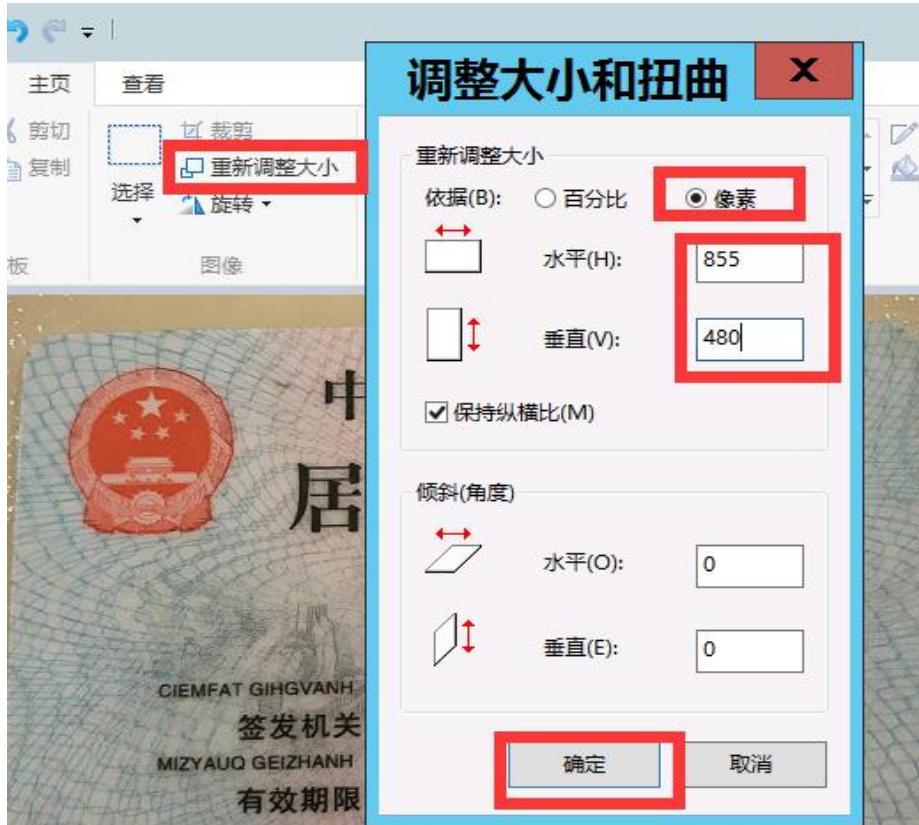 主页 查看
剪切
裁剪
复制
重新调整大小
选择
旋转
板
图像
调整大小和扭曲
X
重新调整大小
依据(B): 百分比 像素
水平(H): 855
垂直(V): 480
保持纵横比(M)
倾斜(角度)
水平(O): 0
垂直(E): 0
确定 取消
中
居
CIEMFAT GIHGVANH
签发机关
MIZYAUQ GEIZHANH
有效期限